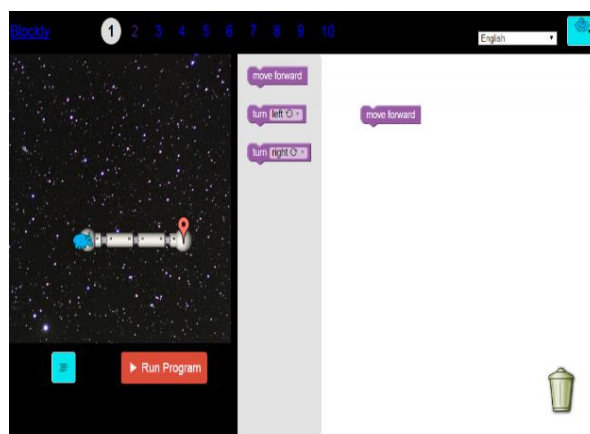 Blockly 1 2 3 4 5 6 7 8 9 10 English
move forward
turn left
move forward
turn right
Run Program